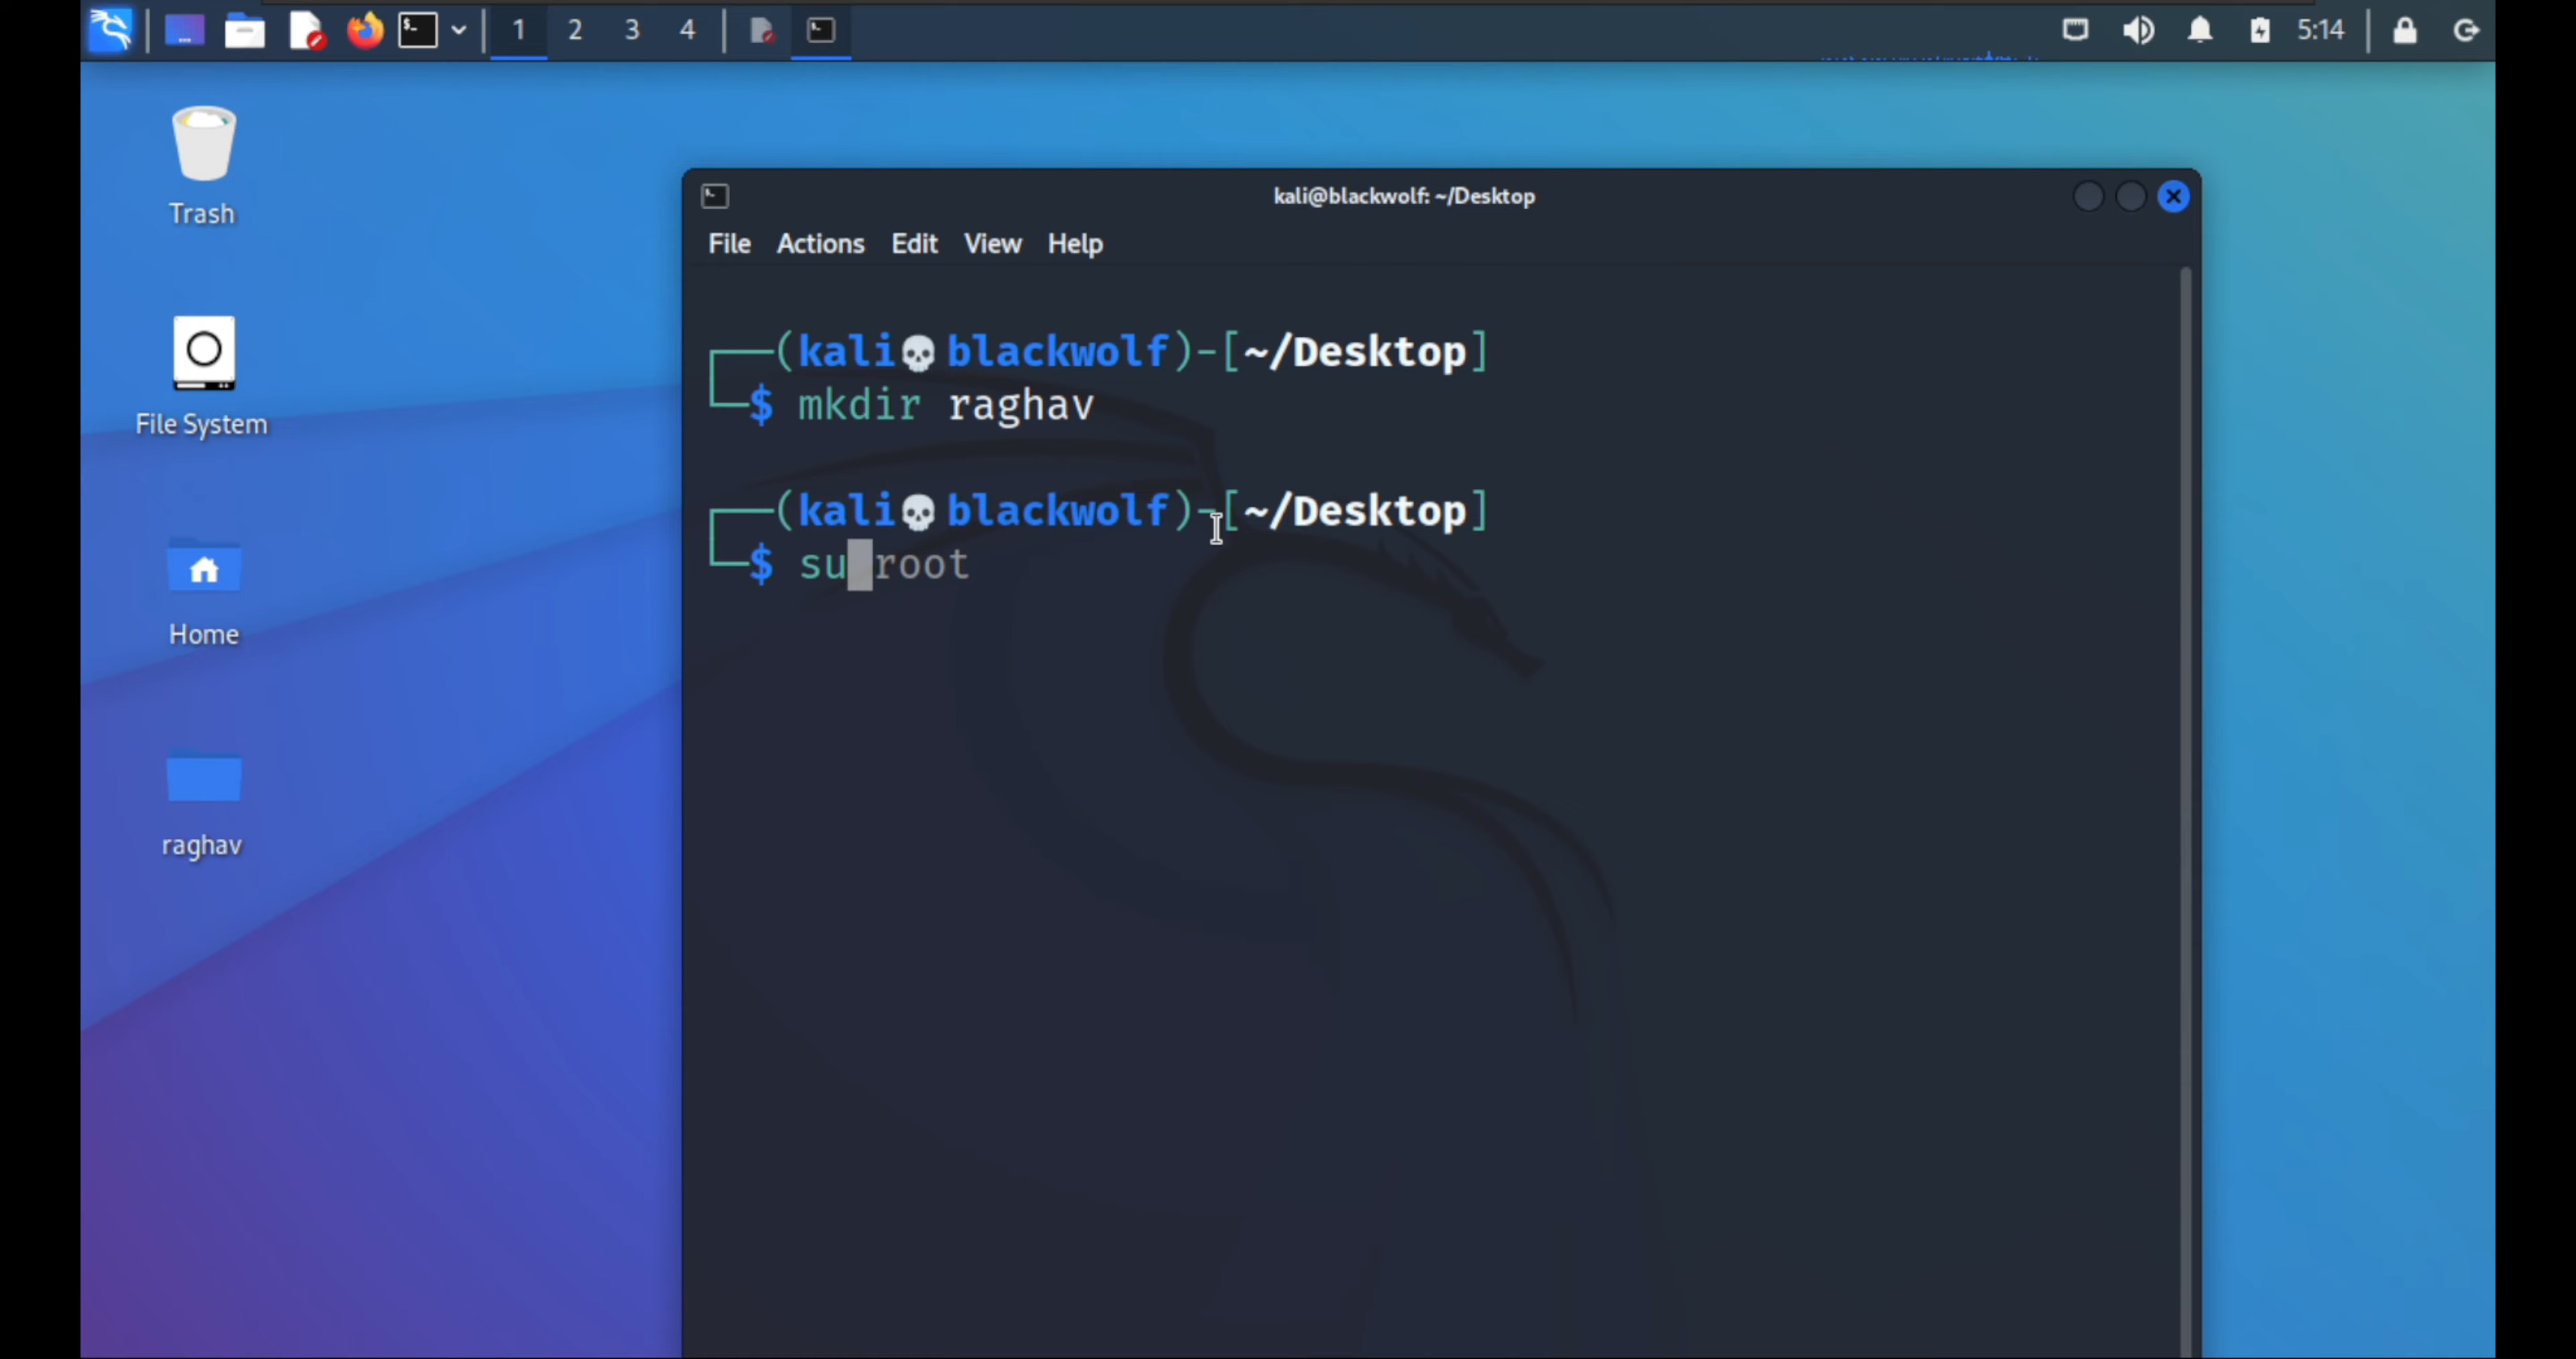 1 2 3 4 5:14
Trash
File System
Home
raghav
kali@blackwolf: ~/Desktop
File Actions Edit View Help
┌──(kali💀blackwolf)-[~/Desktop]
└─$ mkdir raghav
┌──(kali💀blackwolf)-[~/Desktop]
└─$ su root